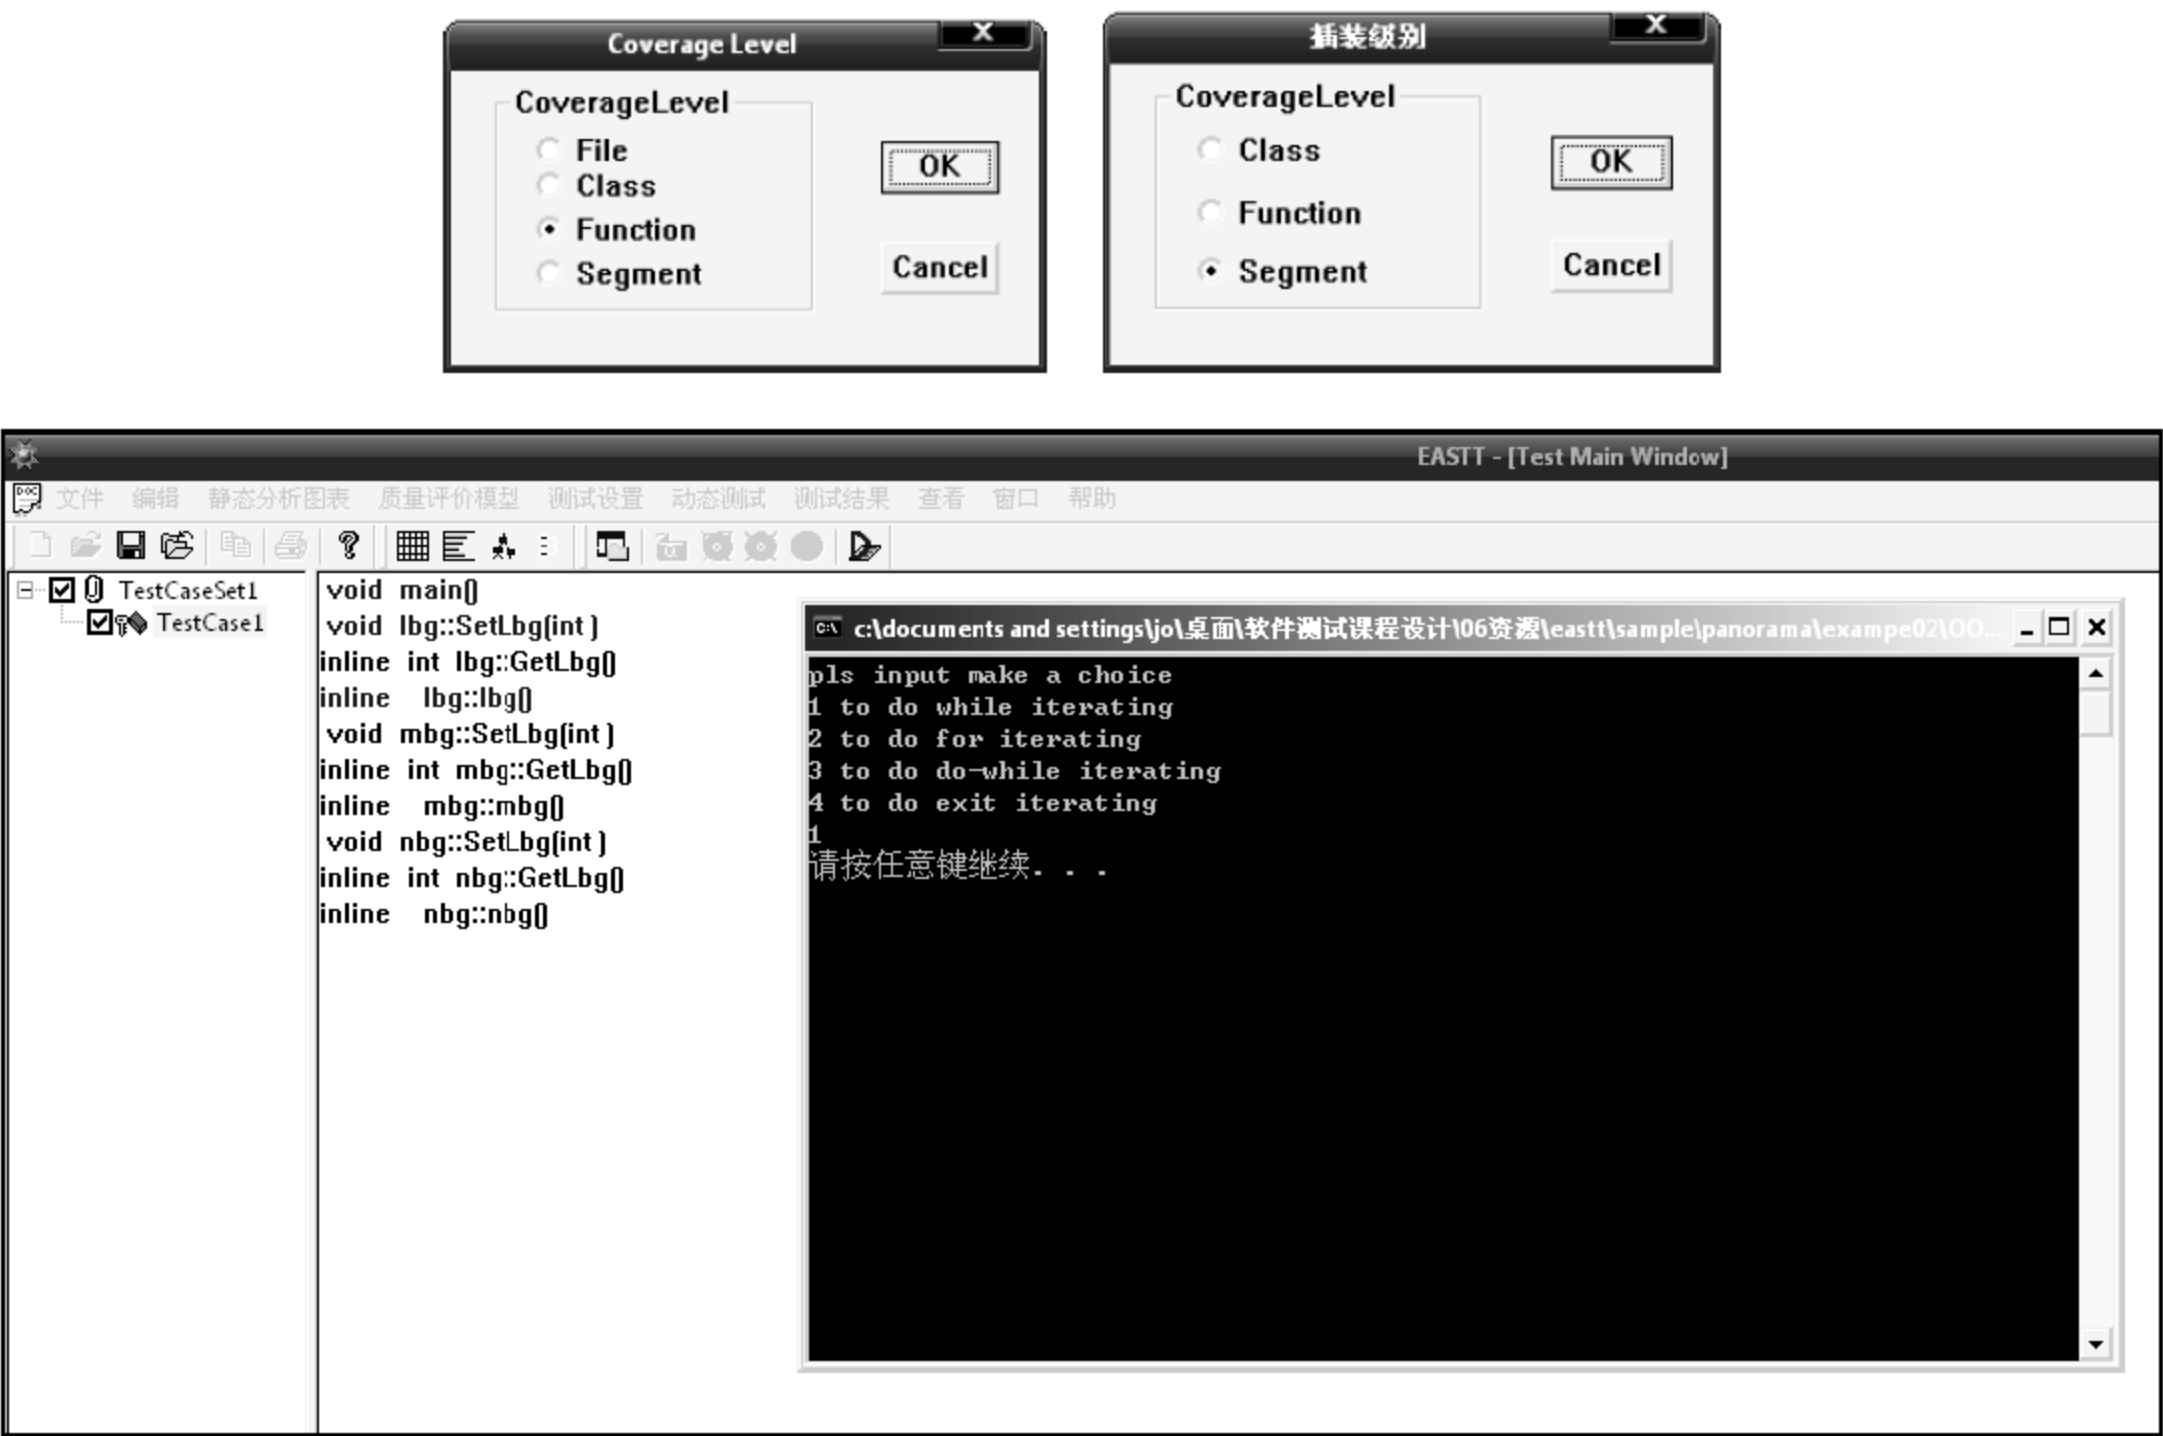 Coverage Level
X
CoverageLevel
File
Class
Function
Segment
OK
Cancel
插装级别
X
CoverageLevel
Class
Function
Segment
OK
Cancel
EASTT - [Test Main Window]
文件 编辑 静态分析图表 质量评价模型 测试设置 动态测试 测试结果 查看 窗口 帮助
TestCaseSet1
TestCase1
void main()
void lbg::SetLbg(int )
inline int lbg::GetLbg()
inline lbg::lbg()
void mbg::SetLbg(int )
inline int mbg::GetLbg()
inline mbg::mbg()
void nbg::SetLbg(int )
inline int nbg::GetLbg()
inline nbg::nbg()
c:\documents and settings\jo\桌面\软件测试课程设计\06资源\eastt\sample\panorama\exampe02\OO...
pls input make a choice
1 to do while iterating
2 to do for iterating
3 to do do-while iterating
4 to do exit iterating
1
请按任意键继续. . .